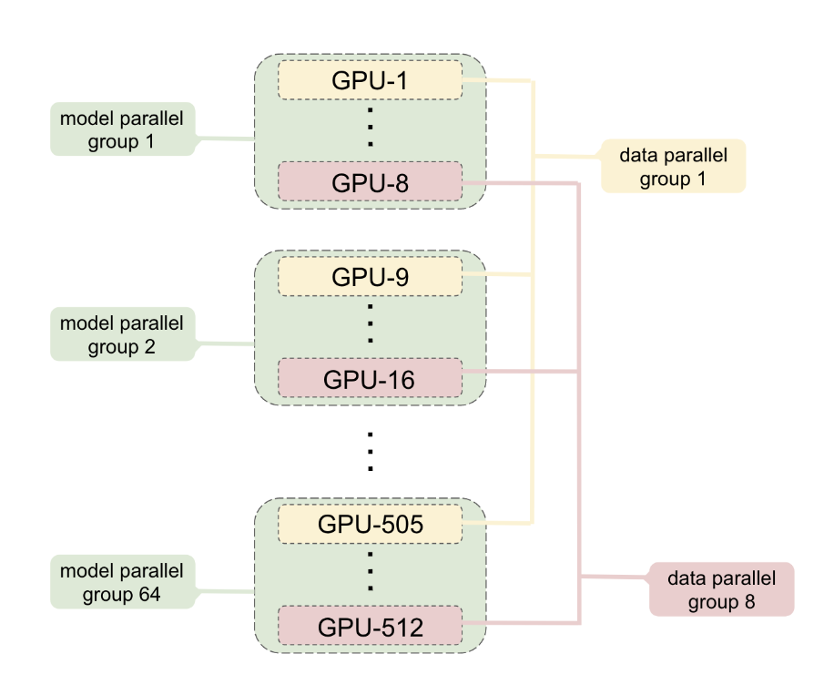 GPU-1
model parallel
group 1
data parallel
group 1
GPU-8
GPU-9
model parallel
group 2
GPU-16
GPU-505
model parallel
group 64
data parallel
group 8
GPU-512